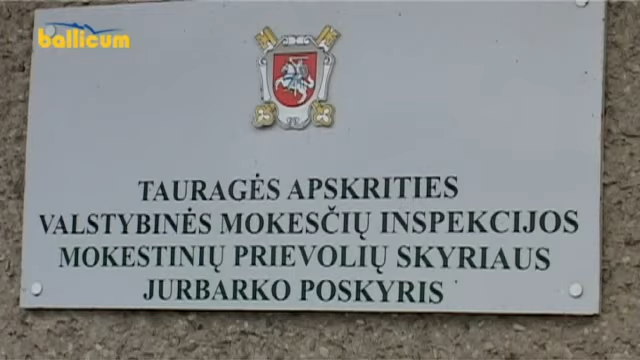 ballicum
TAURAGĖS APSKRITIES
VALSTYBINĖS MOKESČIŲ INSPEKCIJOS
MOKESTINIŲ PRIEVOLIŲ SKYRIAUS
JURBARKO POSKYRIS